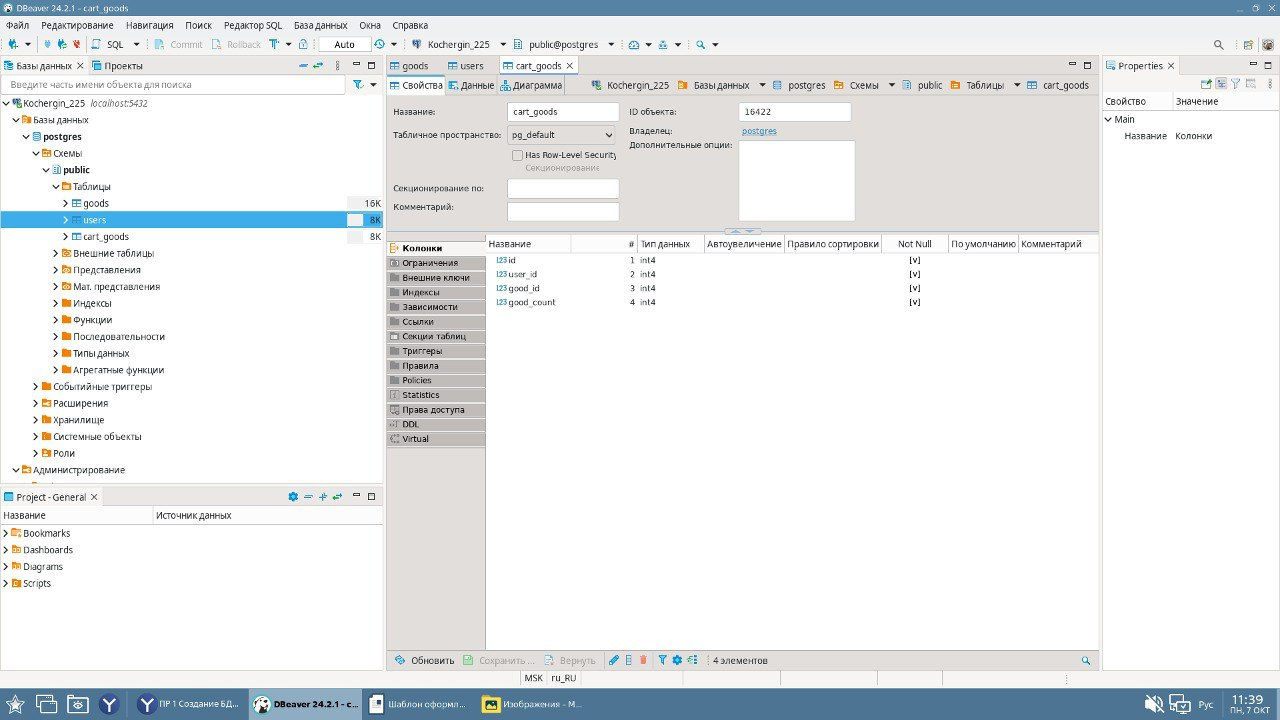 DBeaver 24.2.1 - cart_goods
Файл Редактирование Навигация Поиск Редактор SQL База данных Окна Справка
SQL Commit Rollback Auto Kochergin_225 public@postgres
Базы данных Проекты
Введите часть имени объекта для поиска
Kochergin_225 localhost:5432
Базы данных
postgres
Схемы
public
Таблицы
goods 16K
users 8K
cart_goods 8K
Внешние таблицы
Представления
Мат. представления
Индексы
Функции
Последовательности
Типы данных
Агрегатные функции
Событийные триггеры
Расширения
Хранилище
Системные объекты
Роли
Администрирование
Project - General
Название Источник данных
Bookmarks
Dashboards
Diagrams
Scripts
goods users cart_goods
Свойства Данные Диаграмма Kochergin_225 Базы данных postgres Схемы public Таблицы cart_goods
Название: cart_goods ID объекта: 16422
Табличное пространство: pg_default Владелец: postgres
Дополнительные опции:
Has Row-Level Security
Секционирование
Секционирование по:
Комментарий:
Колонки
Ограничения
Внешние ключи
Индексы
Зависимости
Ссылки
Секции таблиц
Триггеры
Правила
Policies
Statistics
Права доступа
DDL
Virtual
Название # Тип данных Автоувеличение Правило сортировки Not Null По умолчанию Комментарий
123 id 1 int4 [v]
123 user_id 2 int4 [v]
123 good_id 3 int4 [v]
123 good_count 4 int4 [v]
Обновить Сохранить... Вернуть 4 элементов
Properties
Свойство Значение
Main
Название Колонки
MSK ru_RU
ПР 1 Создание БД... DBeaver 24.2.1 - c... Шаблон оформл... Изображения - M... Рус 11:39
ПН, 7 ОКТ